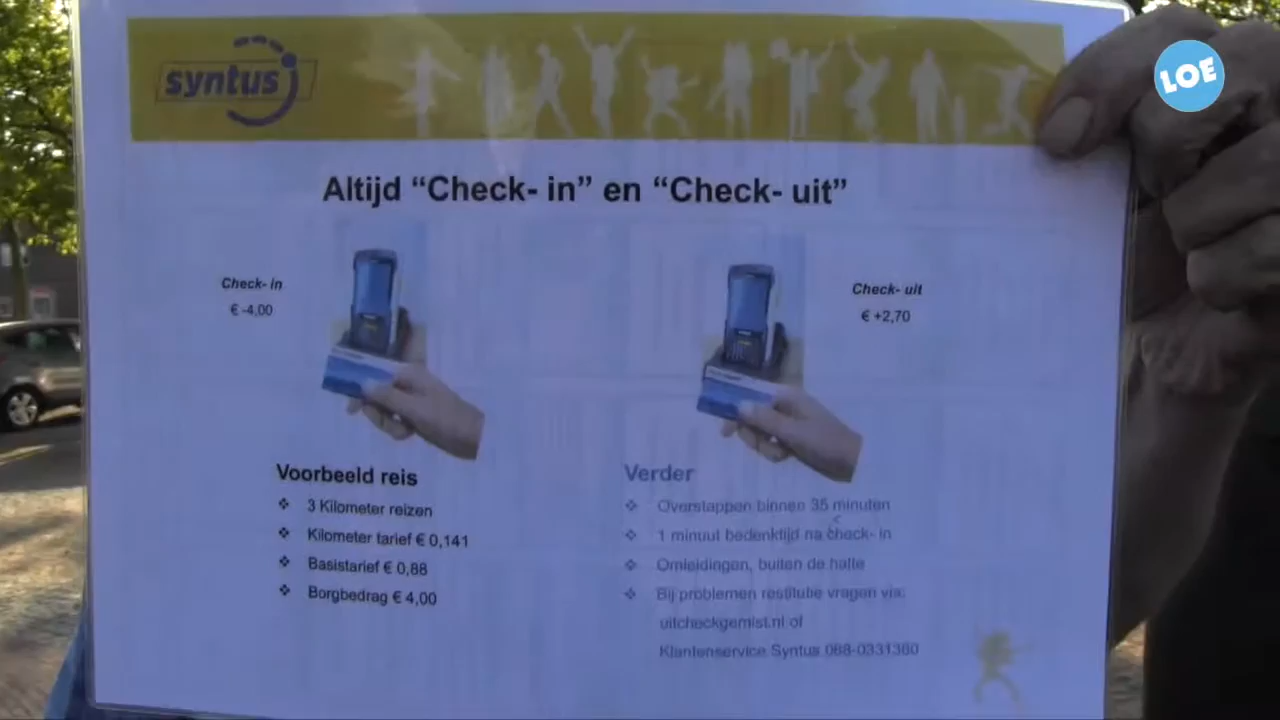 LOE
syntus
Altijd “Check- in” en “Check- uit”
Check- in
€ -4,00
Check- uit
€ +2,70
Voorbeeld reis
❖ 3 Kilometer reizen
❖ Kilometer tarief € 0,141
❖ Basistarief € 0,88
❖ Borgbedrag € 4,00
Verder
❖ Overstappen binnen 35 minuten
❖ 1 minuut bedenktijd na check- in
❖ Omleidingen, buiten de halte
❖ Bij problemen restitutie vragen via:
uitcheckgemist.nl of
Klantenservice Syntus 088-0331360